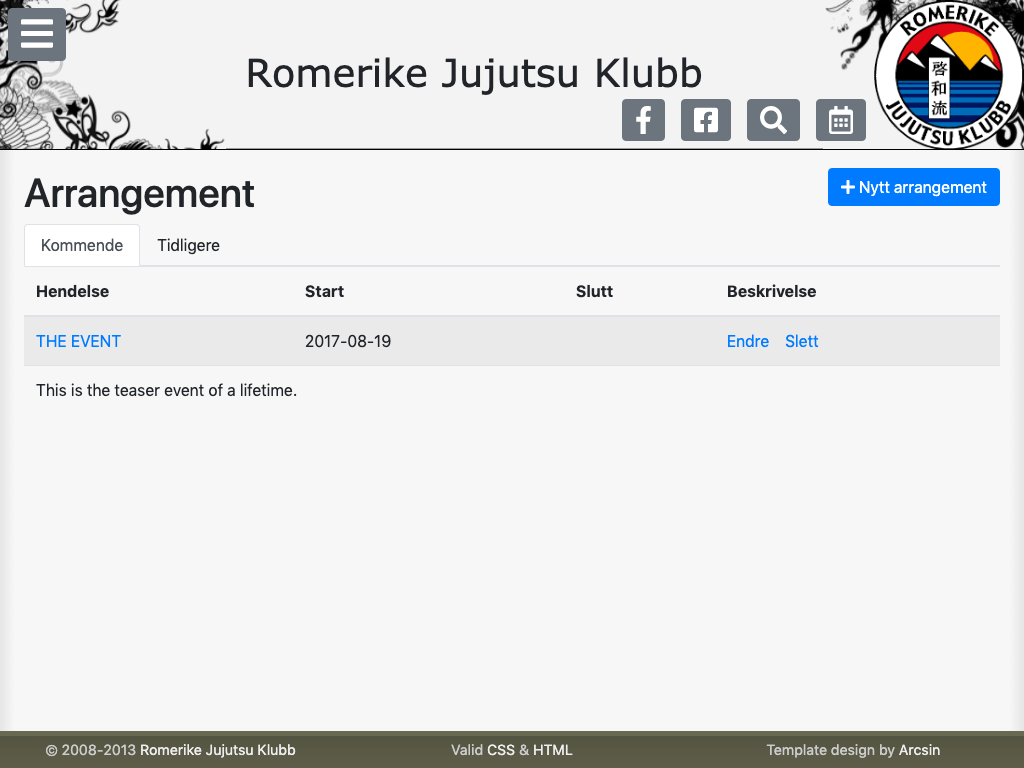 Romerike Jujutsu Klubb
ROMERIKE
啓和流
JUJUTSU KLUBB
Arrangement
Nytt arrangement
Kommende Tidligere
Hendelse Start Slutt Beskrivelse
THE EVENT 2017-08-19 Endre Slett
This is the teaser event of a lifetime.
© 2008-2013 Romerike Jujutsu Klubb Valid CSS & HTML Template design by Arcsin